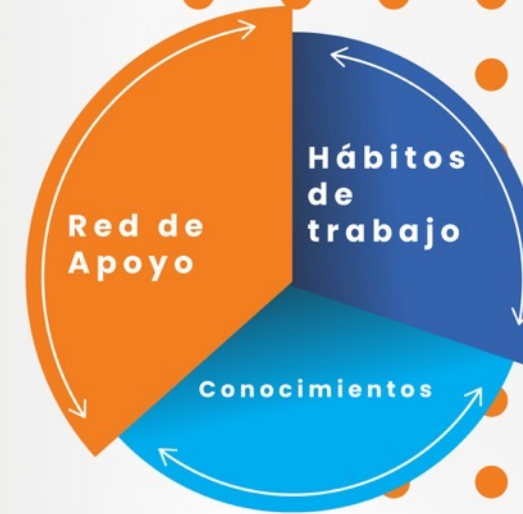 Hábitos
de
trabajo
Red de
Apoyo
Conocimientos